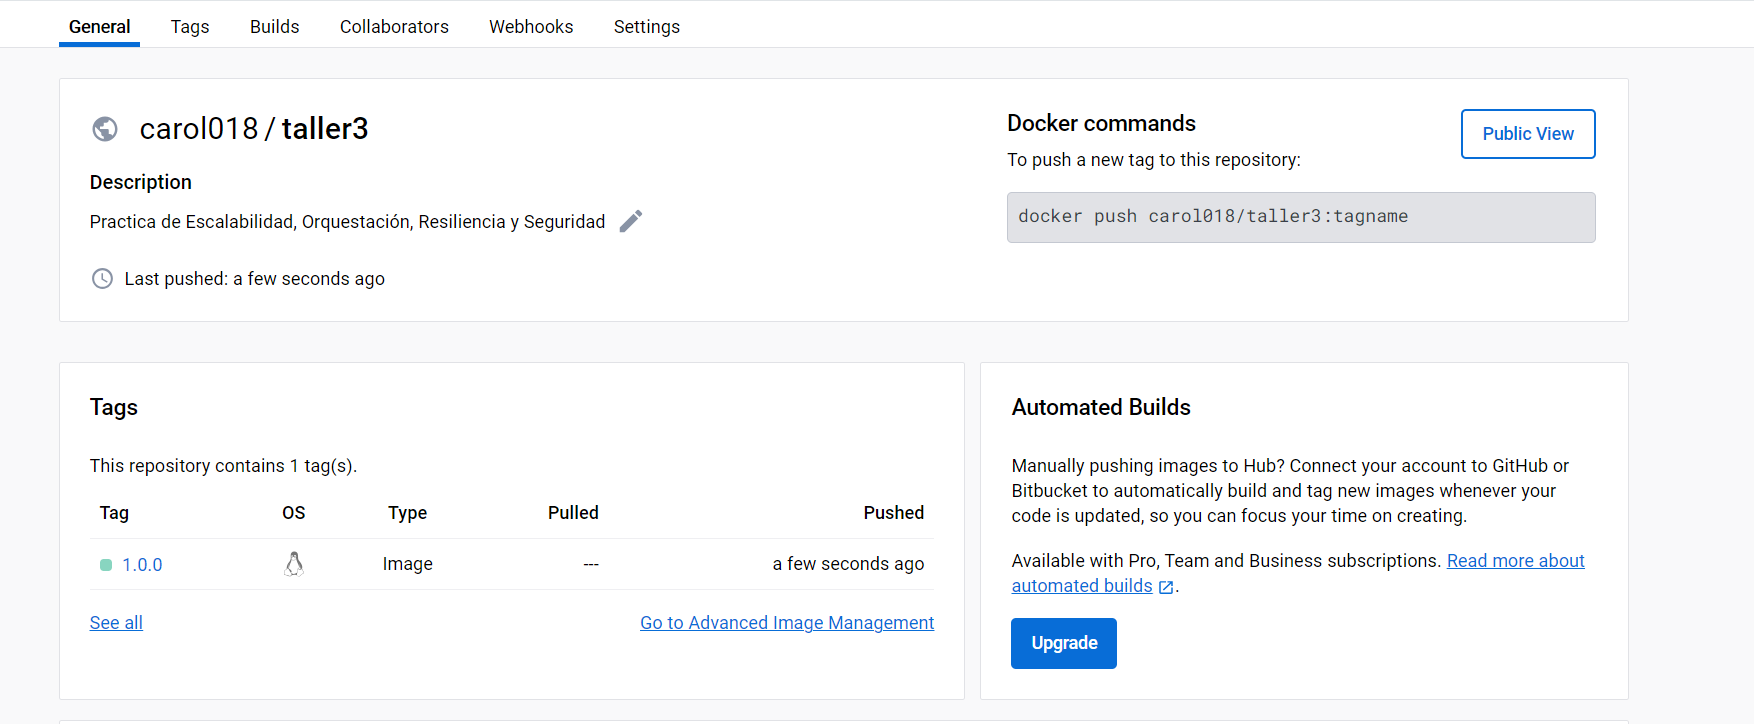 General Tags Builds Collaborators Webhooks Settings
carol018 / taller3
Description
Practica de Escalabilidad, Orquestación, Resiliencia y Seguridad
Last pushed: a few seconds ago
Docker commands
Public View
To push a new tag to this repository:
docker push carol018/taller3:tagname
Tags
This repository contains 1 tag(s).
Tag OS Type Pulled Pushed
1.0.0 Image --- a few seconds ago
See all Go to Advanced Image Management
Automated Builds
Manually pushing images to Hub? Connect your account to GitHub or
Bitbucket to automatically build and tag new images whenever your
code is updated, so you can focus your time on creating.
Available with Pro, Team and Business subscriptions. Read more about
automated builds.
Upgrade